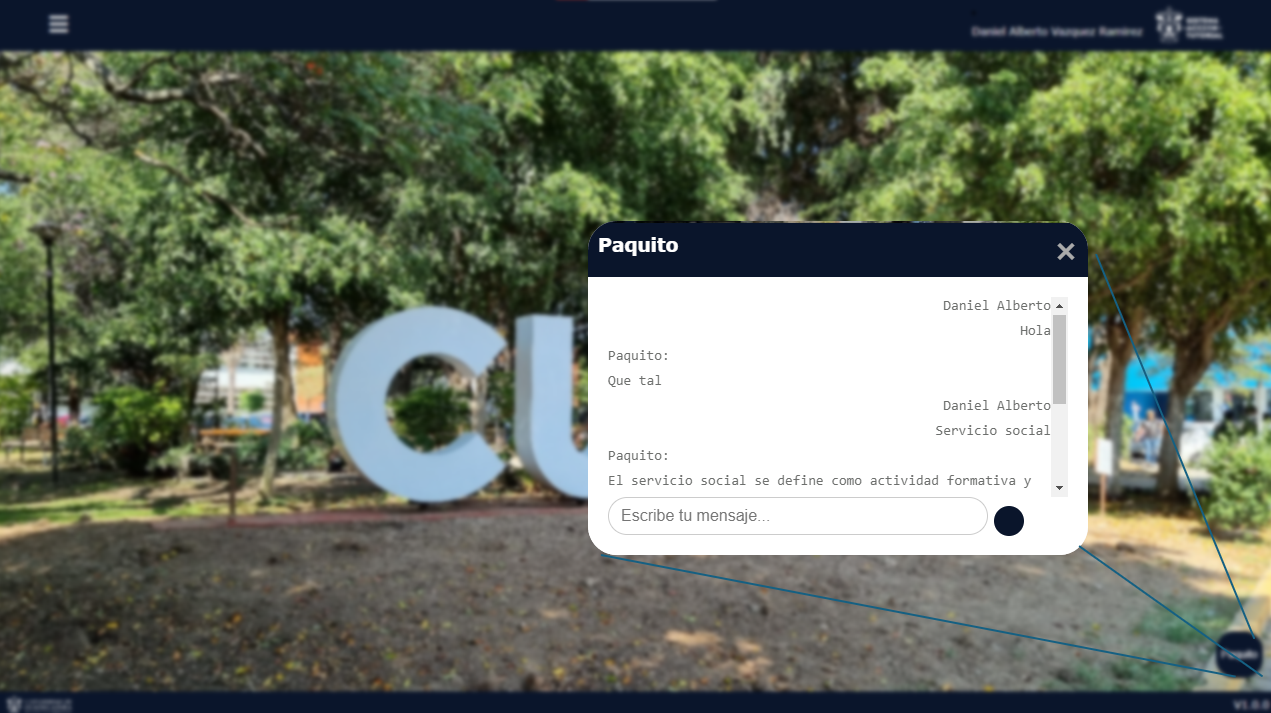 Daniel Alberto Vazquez Ramirez
CU
Paquito
Daniel Alberto
Hola
Paquito:
Que tal
Daniel Alberto
Servicio social
Paquito:
El servicio social se define como actividad formativa y
Escribe tu mensaje...
Paquito
V1.0.0